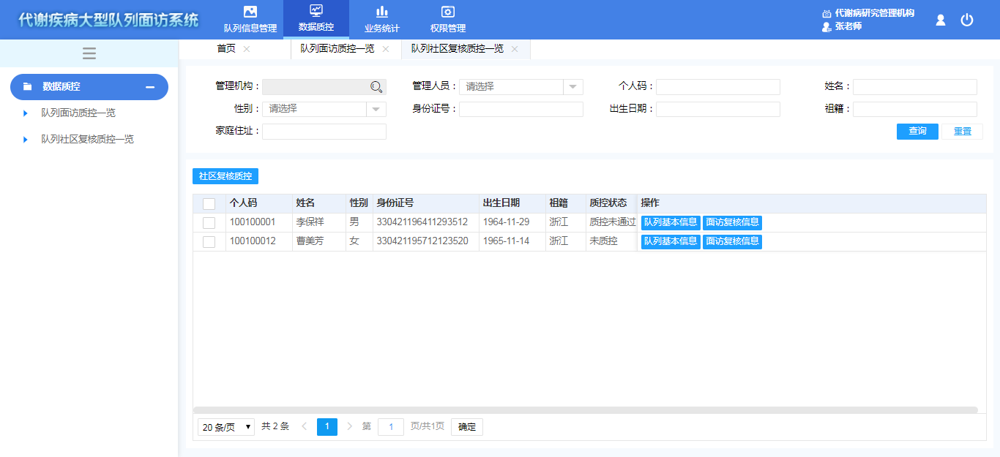 代谢疾病大型队列面访系统
队列信息管理
数据质控
业务统计
权限管理
代谢病研究管理机构
张老师
首页
队列面访质控一览
队列社区复核质控一览
数据质控
队列面访质控一览
队列社区复核质控一览
管理机构：
管理人员： 请选择
个人码：
姓名：
性别： 请选择
身份证号：
出生日期：
祖籍：
家庭住址：
查询 重置
社区复核质控
个人码 姓名 性别 身份证号 出生日期 祖籍 质控状态 操作
100100001 李保祥 男 330421196411293512 1964-11-29 浙江 质控未通过 队列基本信息 面访复核信息
100100012 曹美芳 女 330421195712123520 1965-11-14 浙江 未质控 队列基本信息 面访复核信息
20 条/页 共 2 条 1 第 1 页/共1页 确定